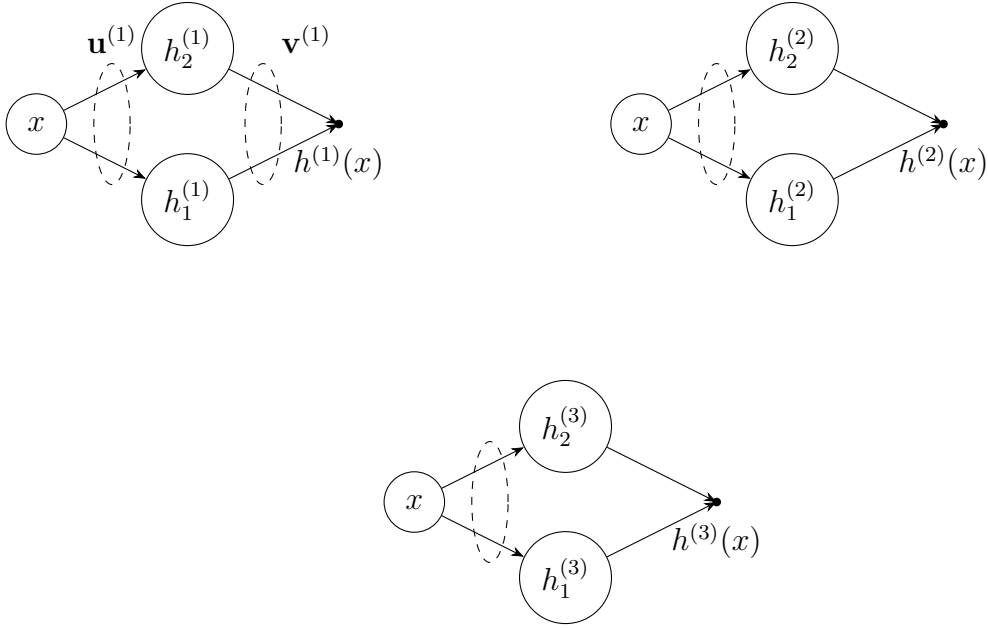 u^{(1)}
h_2^{(1)}
v^{(1)}
x
h^{(1)}(x)
h_1^{(1)}
h_2^{(2)}
x
h^{(2)}(x)
h_1^{(2)}
h_2^{(3)}
x
h^{(3)}(x)
h_1^{(3)}